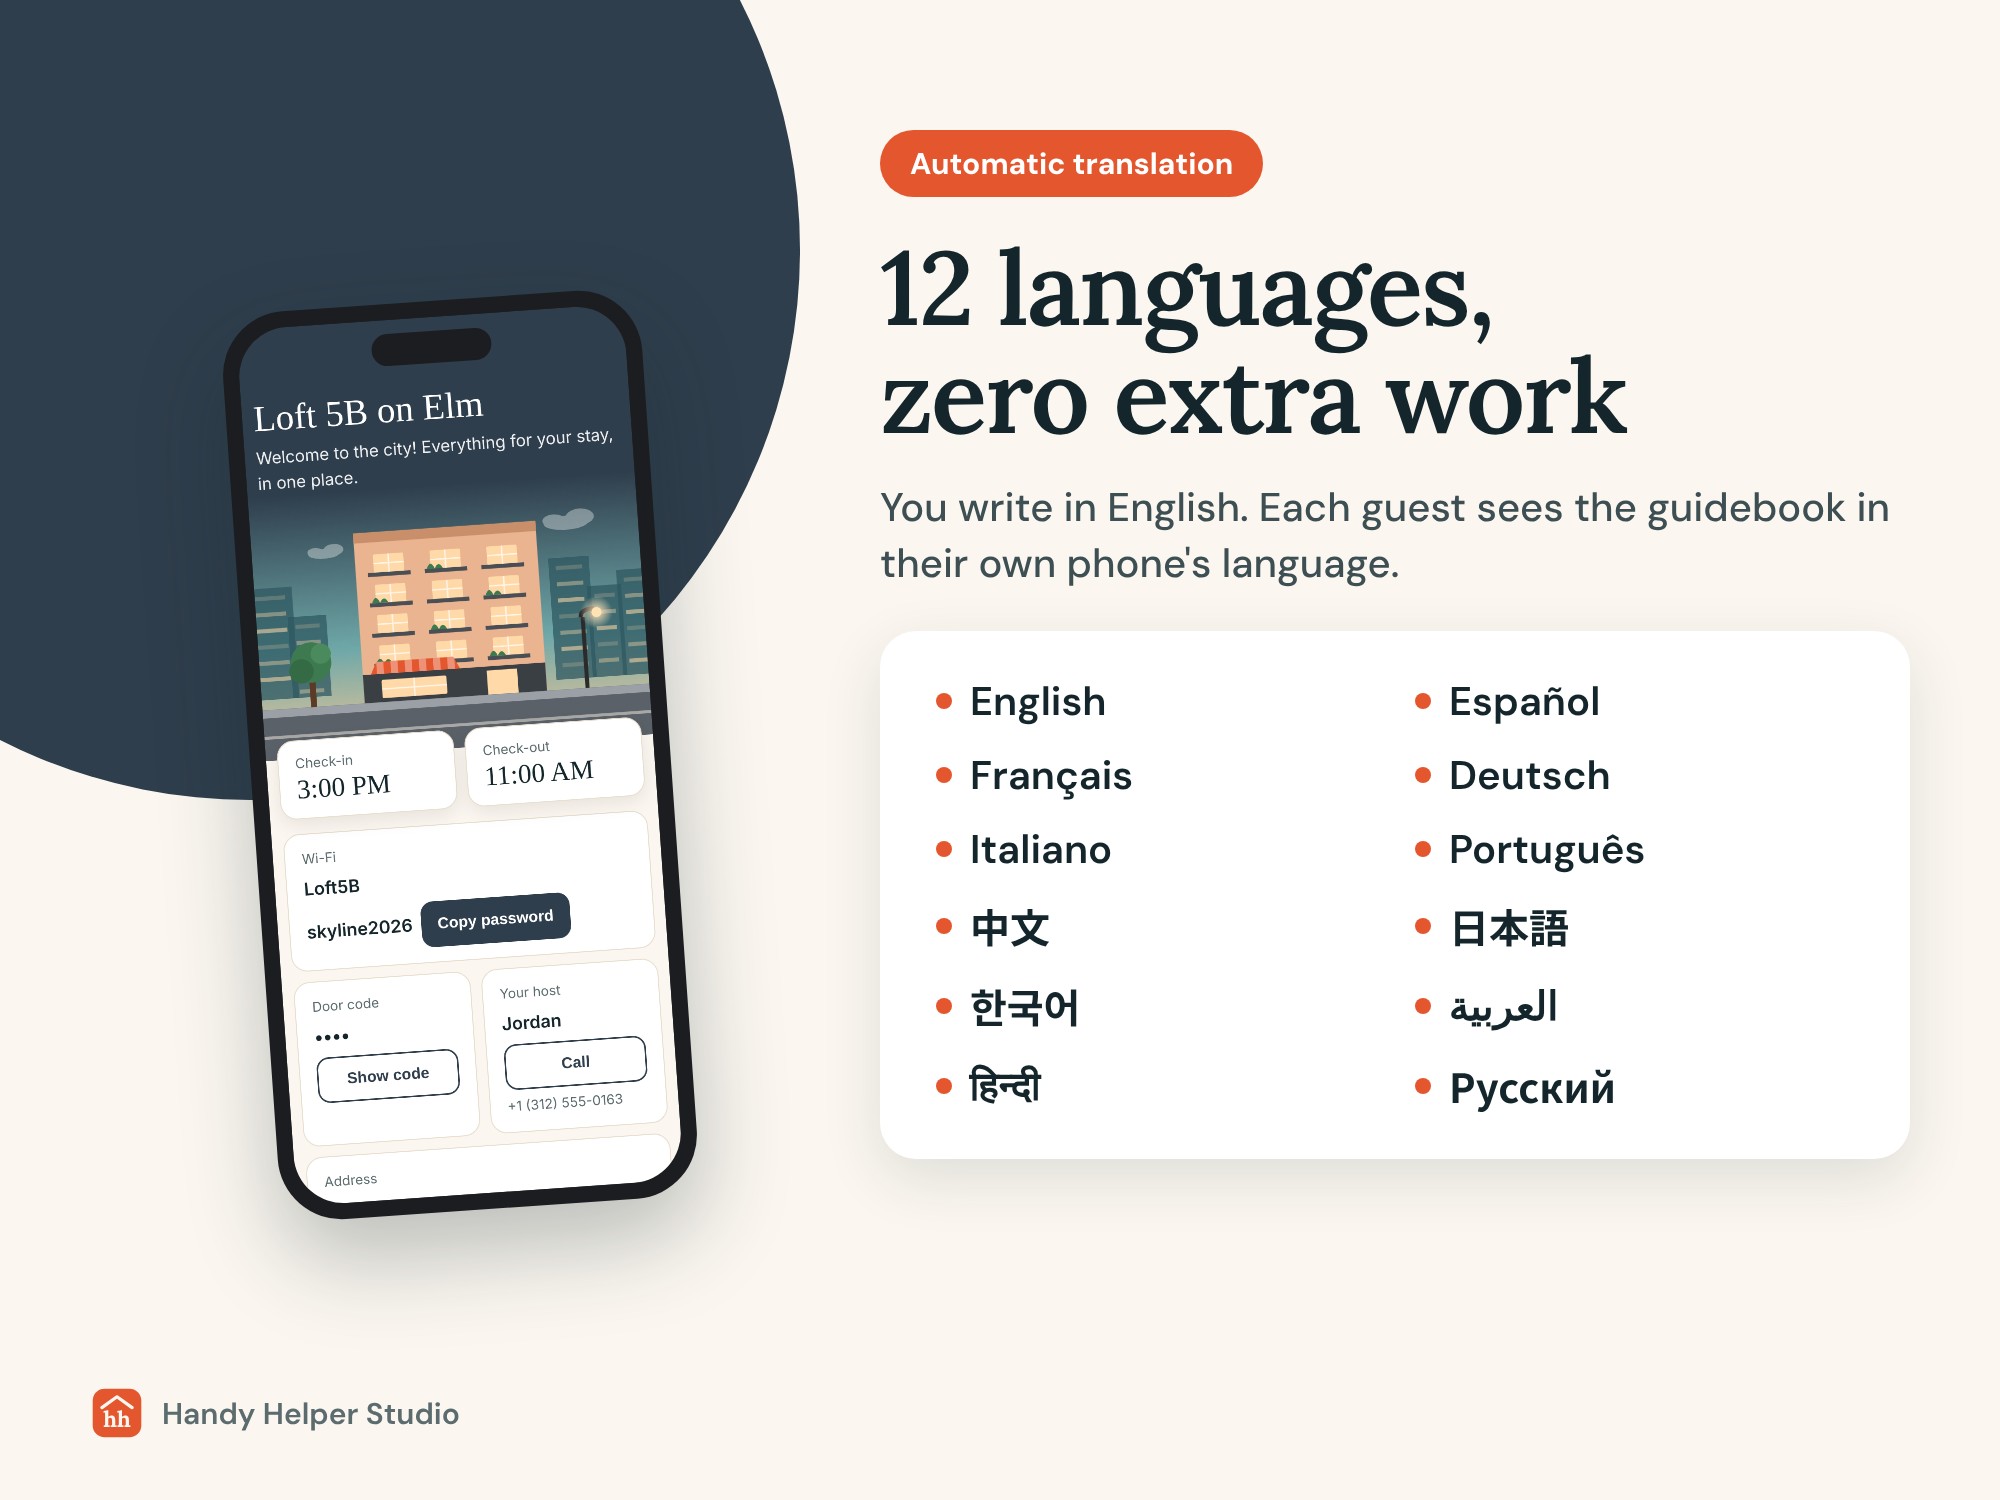 Automatic translation
12 languages,
zero extra work
You write in English. Each guest sees the guidebook in
their own phone's language.
English
Español
Français
Deutsch
Italiano
Português
中文
日本語
한국어
العربية
हिन्दी
Русский
Loft 5B on Elm
Welcome to the city! Everything for your stay,
in one place.
Check-in
3:00 PM
Check-out
11:00 AM
Wi-Fi
Loft5B
skyline2026
Copy password
Door code
••••
Show code
Your host
Jordan
Call
+1 (312) 555-0163
Address
hh
Handy Helper Studio